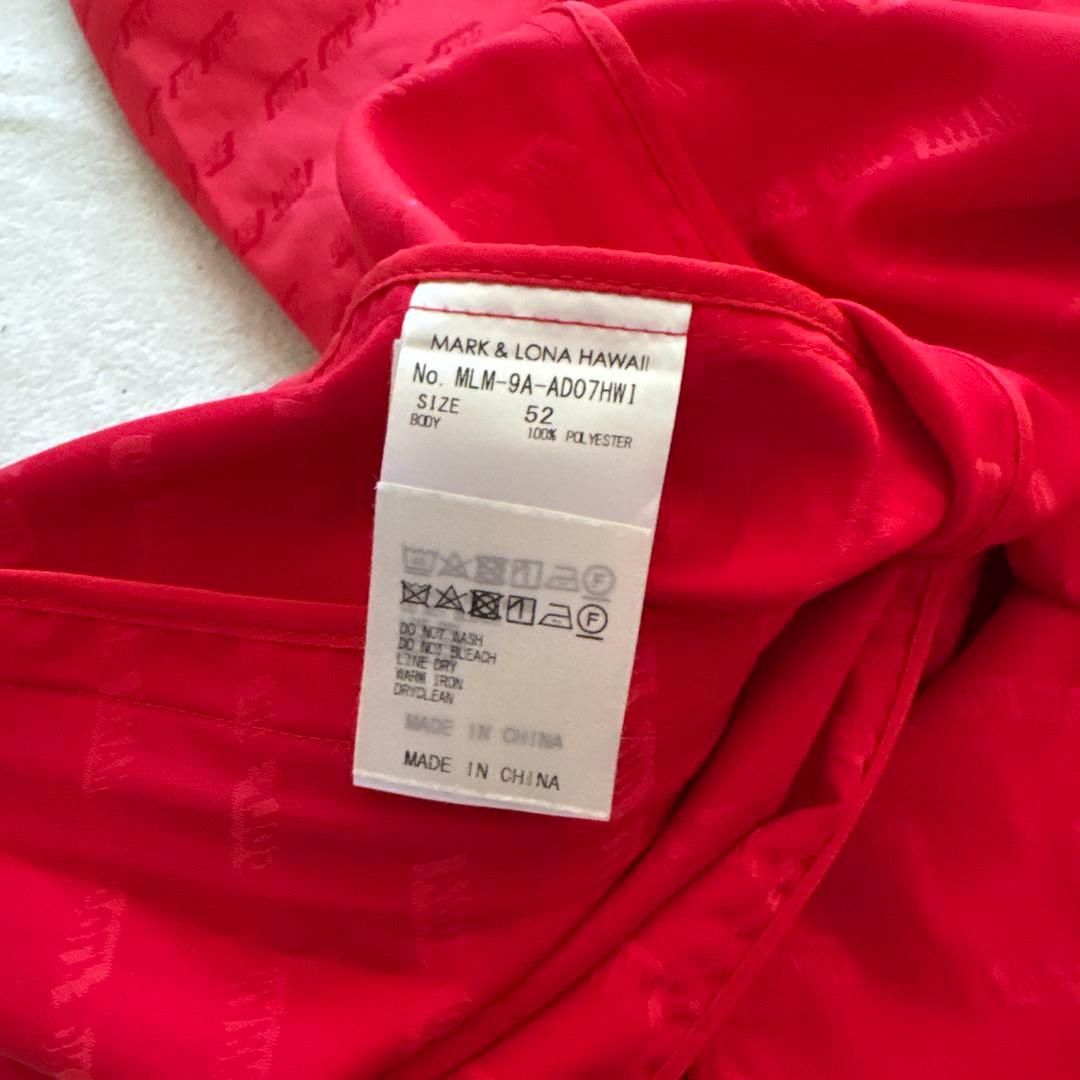 MARK & LONA HAWAII
No. MLM-9A-AD07HWI
SIZE 52
BODY 100% POLYESTER
F
F
DO NOT WASH
DO NOT BLEACH
LINE DRY
WARM IRON
DRYCLEAN
MADE IN CHINA
MADE IN CHINA